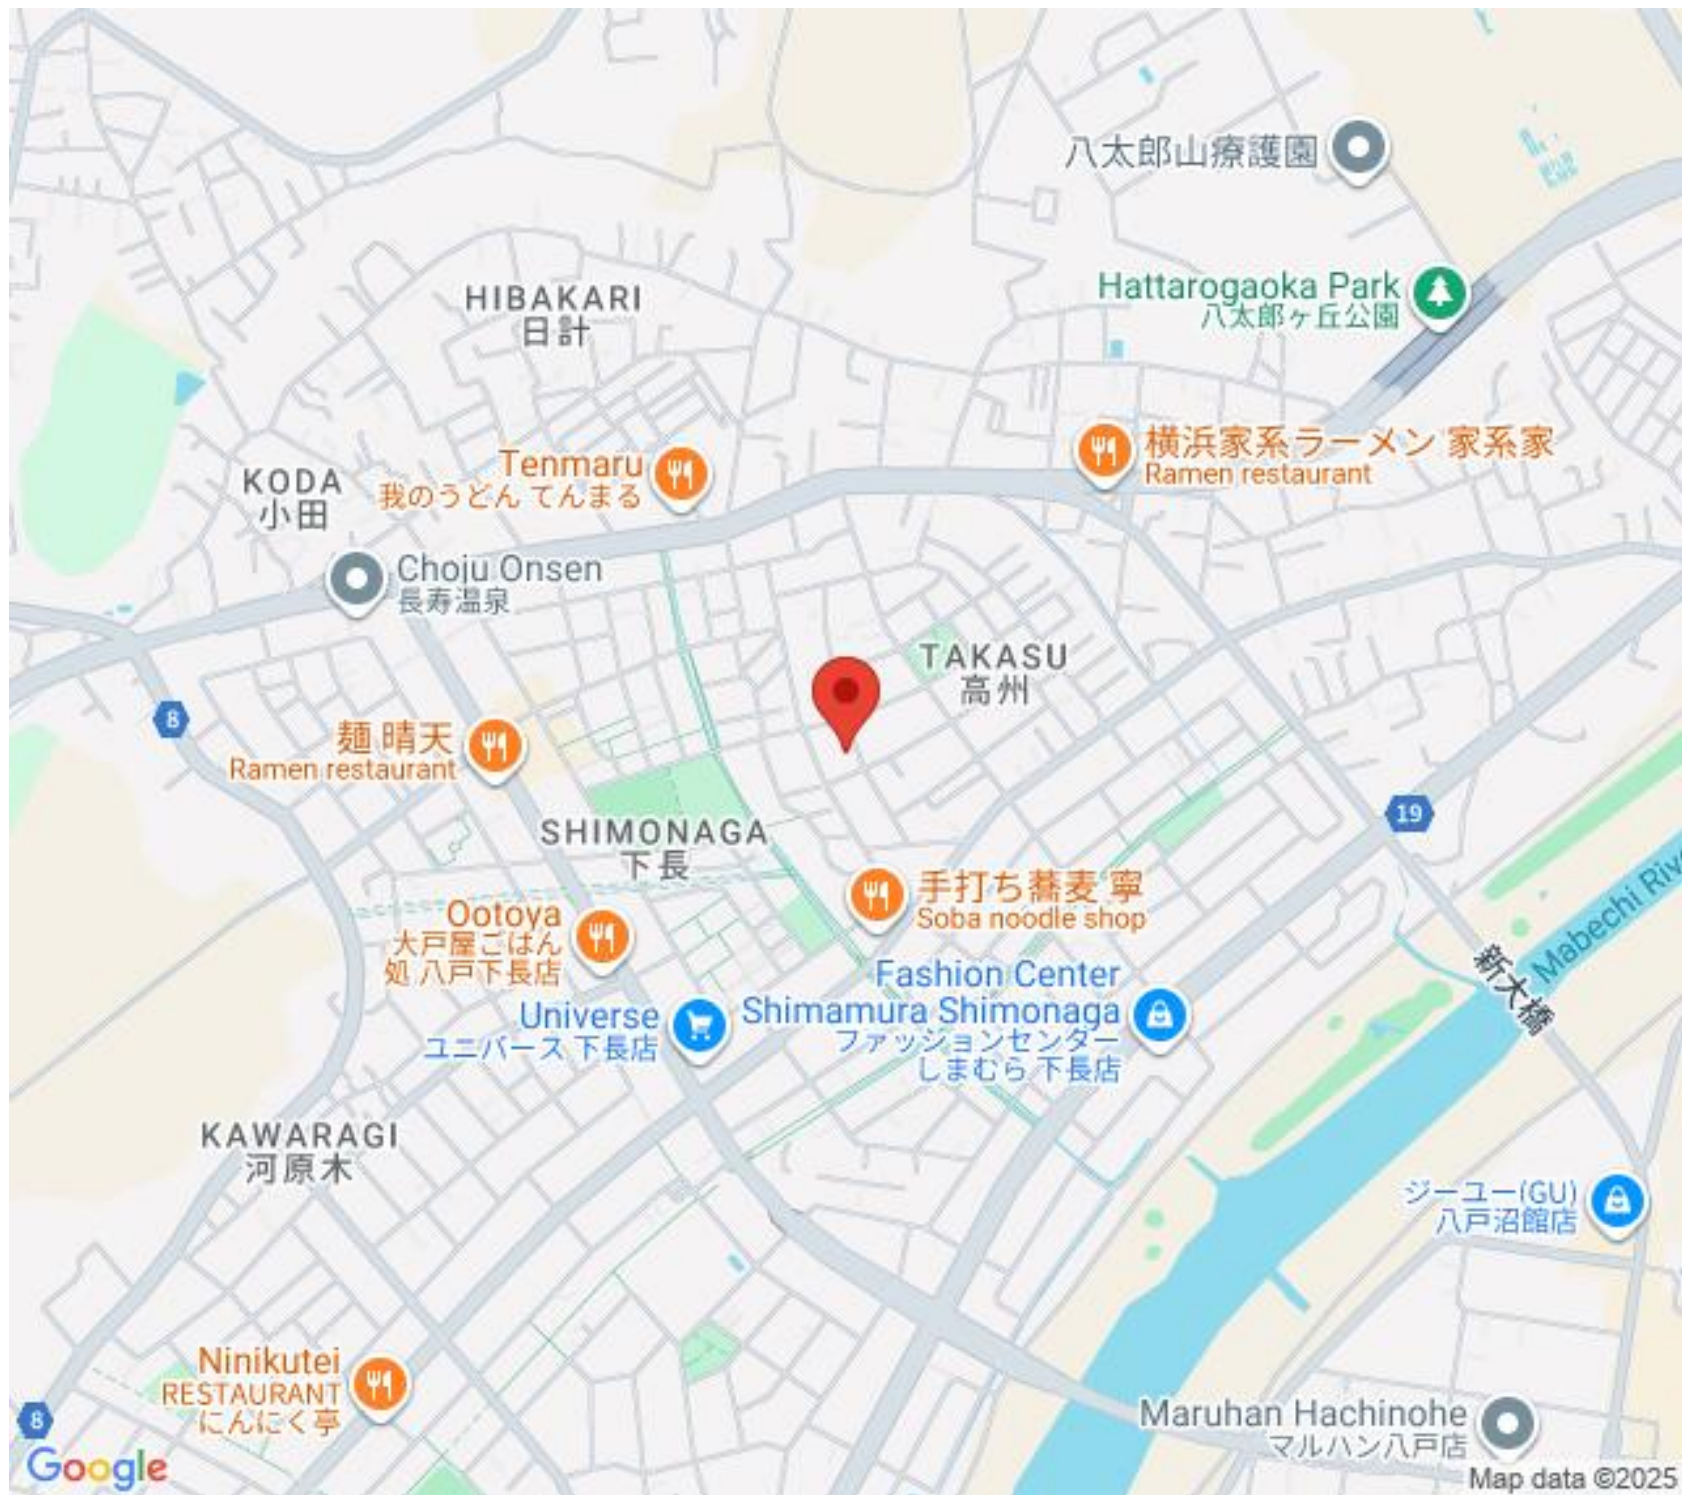 八太郎山療護園
Hattarogaoka Park
八太郎ヶ丘公園
HIBAKARI
日計
横浜家系ラーメン 家系家
Ramen restaurant
Tenmaru
我のうどん てんまる
KODA
小田
Choju Onsen
長寿温泉
TAKASU
高州
8
麺 晴天
Ramen restaurant
19
SHIMONAGA
下長
手打ち蕎麦 寧
Soba noodle shop
Ootoya
大戸屋ごはん
処 八戸下長店
Mabechi Riv
新大橋
Fashion Center
Shimamura Shimonaga
ファッションセンター
しまむら 下長店
Universe
ユニバース 下長店
KAWARAGI
河原木
ジーユー(GU)
八戸沼館店
Ninikutei
RESTAURANT
にんにく亭
8
Maruhan Hachinohe
マルハン八戸店
Google
Map data ©2025